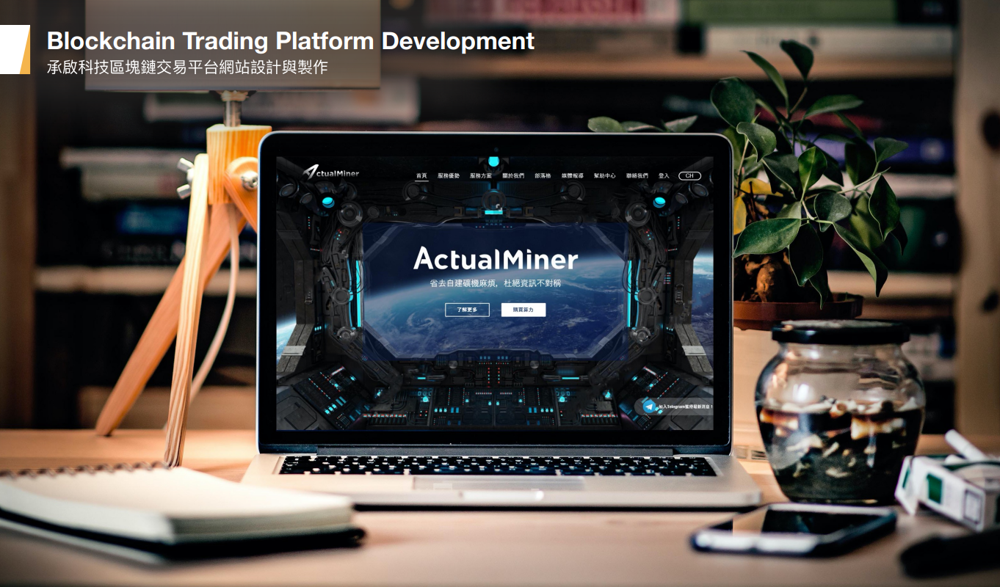 Blockchain Trading Platform Development
承啟科技區塊鏈交易平台網站設計與製作
ActualMiner
首頁 服務優勢 服務方案 關於我們 部落格 媒體報導 幫助中心 聯絡我們 登入 CH
ActualMiner
省去自建礦機麻煩，杜絕資訊不對稱
了解更多 購買算力
加入Telegram獲得最新消息！